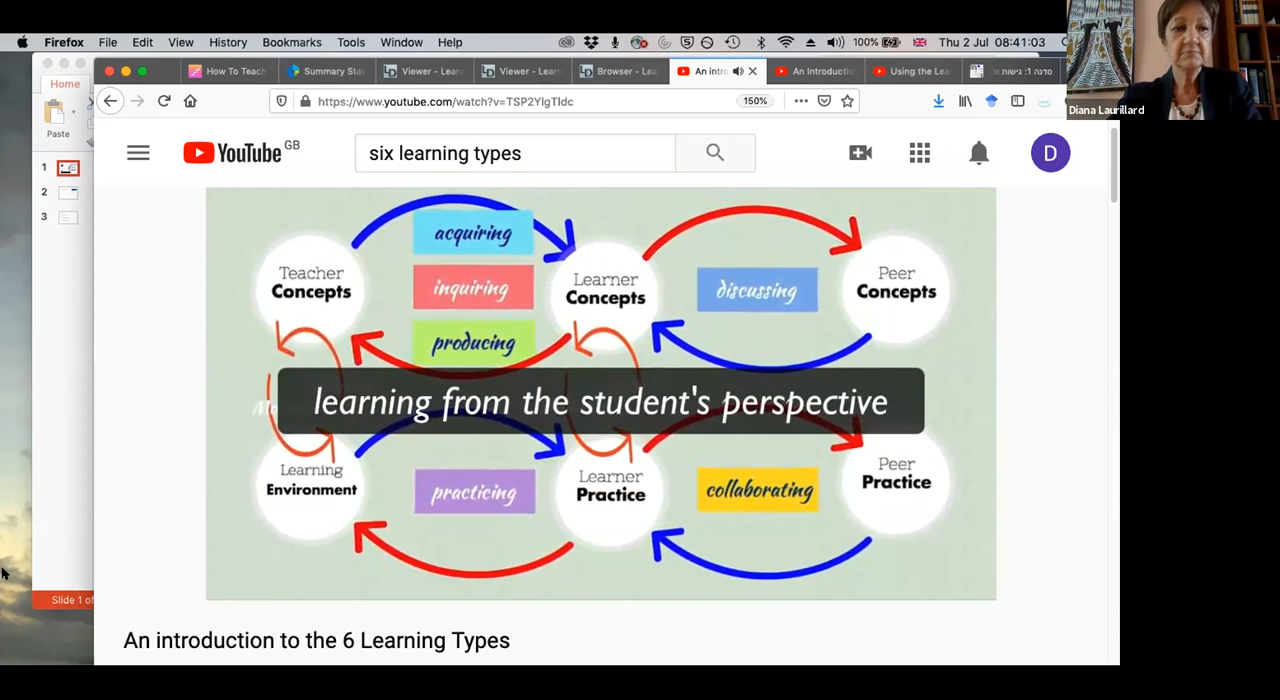 Firefox File Edit View History Bookmarks Tools Window Help 100% Thu 2 Jul 08:41:03
Diana Laurillard
Home
Paste
1
2
3
Slide 1 of
How To Teach
Summary Stat
Viewer - Learn
Viewer - Learn
Browser - Lea
An intro
An Introductio
Using the Lea
סדנה 1: גישות
https://www.youtube.com/watch?v=TSP2YIgTIdc 150%
YouTube GB
six learning types
D
acquiring
Teacher
Concepts
inquiring
Learner
Concepts
discussing
Peer
Concepts
producing
learning from the student's perspective
Learning
Environment
practicing
Learner
Practice
collaborating
Peer
Practice
An introduction to the 6 Learning Types